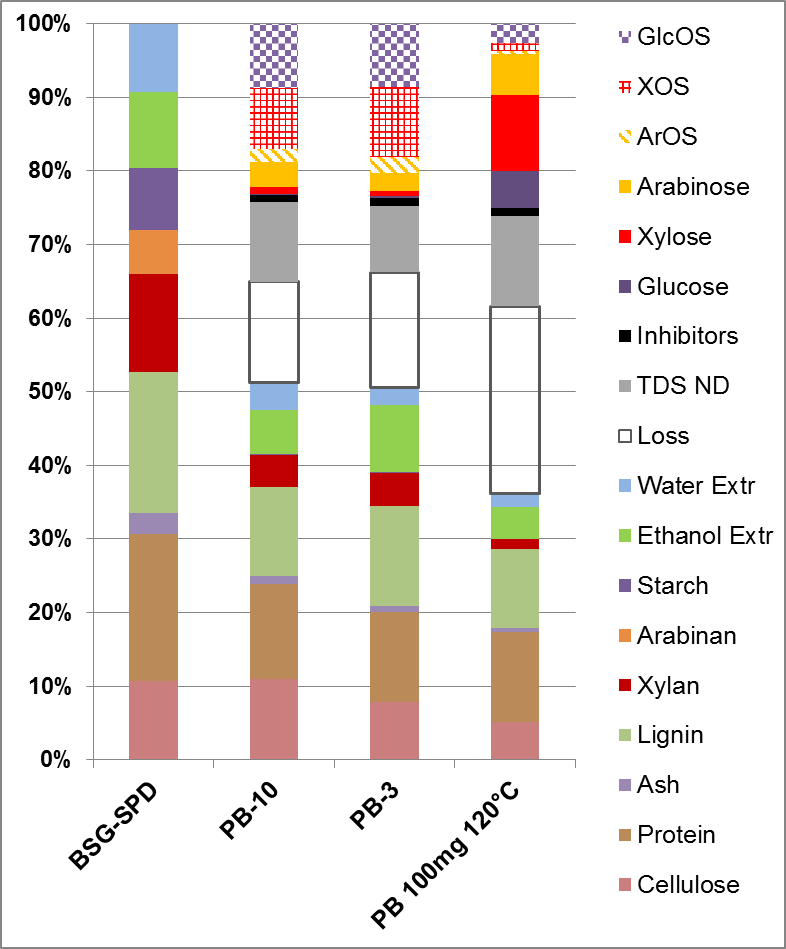 100%
90%
80%
70%
60%
50%
40%
30%
20%
10%
0%
BSG-SPD
PB-10
PB-3
PB 100mg 120°C
GlcOS
XOS
ArOS
Arabinose
Xylose
Glucose
Inhibitors
TDS ND
Loss
Water Extr
Ethanol Extr
Starch
Arabinan
Xylan
Lignin
Ash
Protein
Cellulose